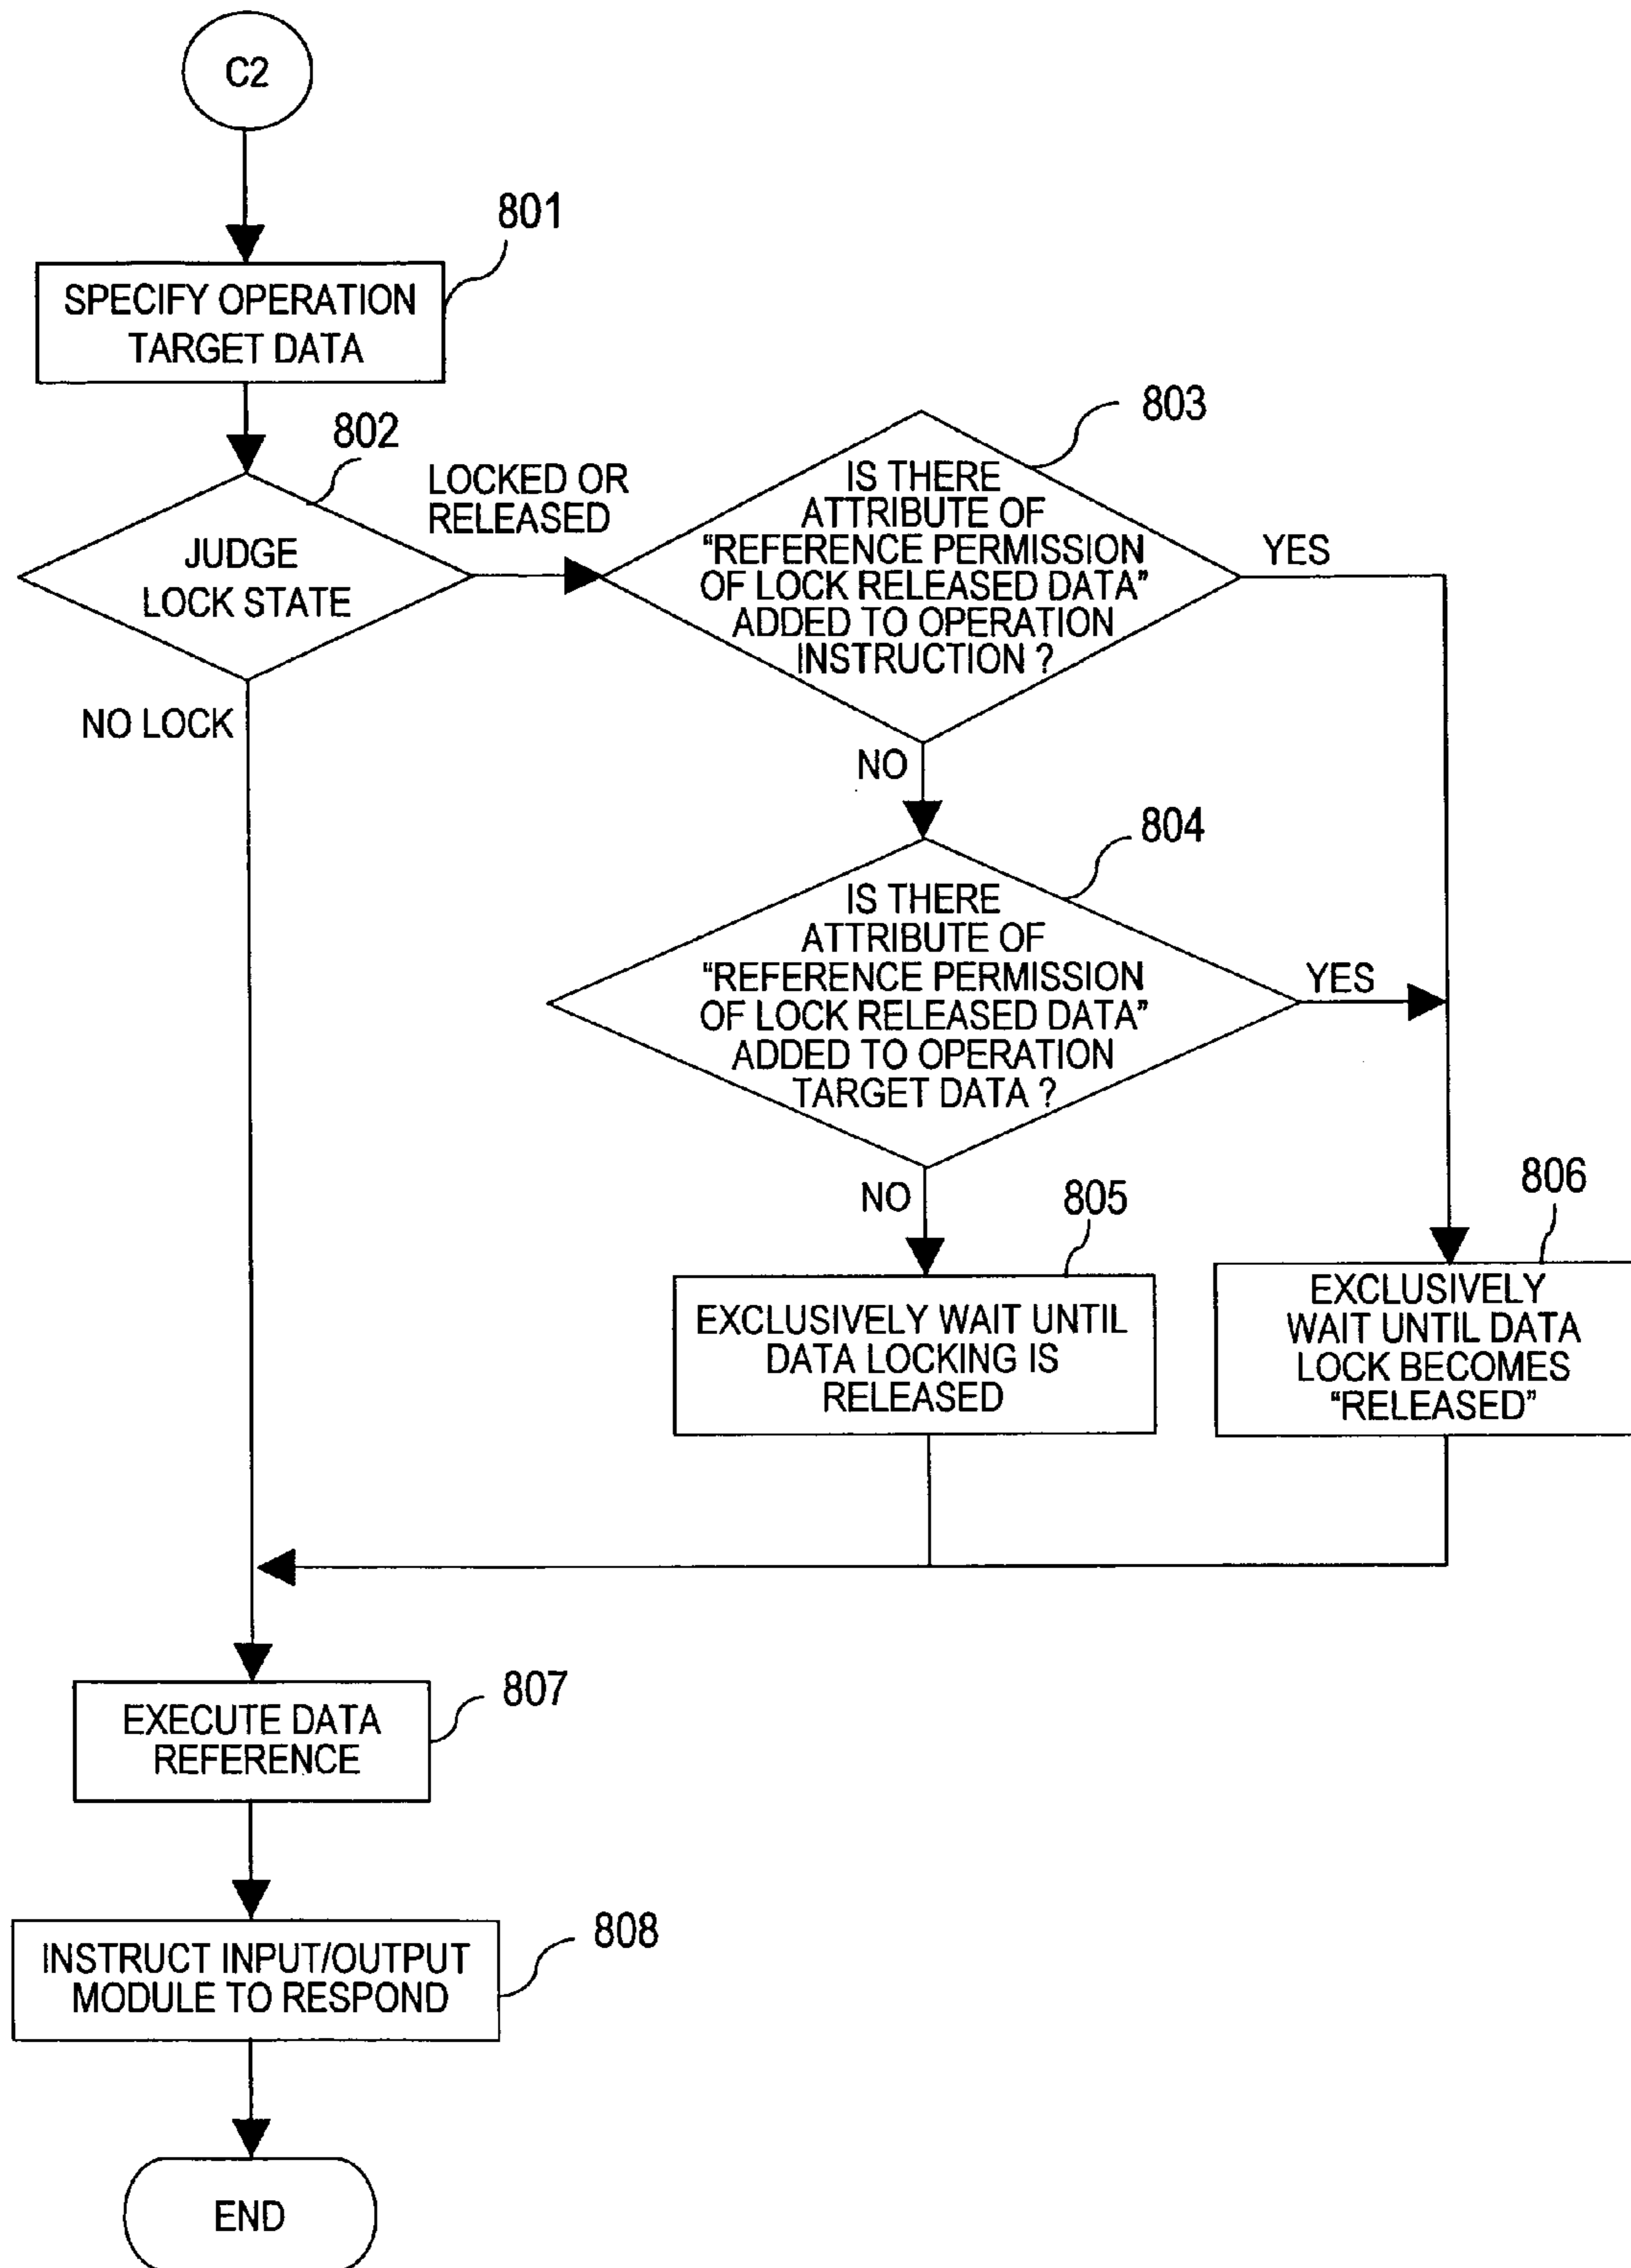 C2
801
SPECIFY OPERATION
TARGET DATA
802
JUDGE
LOCK STATE
LOCKED OR
RELEASED
NO LOCK
803
IS THERE
ATTRIBUTE OF
"REFERENCE PERMISSION
OF LOCK RELEASED DATA"
ADDED TO OPERATION
INSTRUCTION ?
YES
NO
804
IS THERE
ATTRIBUTE OF
"REFERENCE PERMISSION
OF LOCK RELEASED DATA"
ADDED TO OPERATION
TARGET DATA ?
YES
NO
805
EXCLUSIVELY WAIT UNTIL
DATA LOCKING IS
RELEASED
806
EXCLUSIVELY
WAIT UNTIL DATA
LOCK BECOMES
"RELEASED"
807
EXECUTE DATA
REFERENCE
808
INSTRUCT INPUT/OUTPUT
MODULE TO RESPOND
END